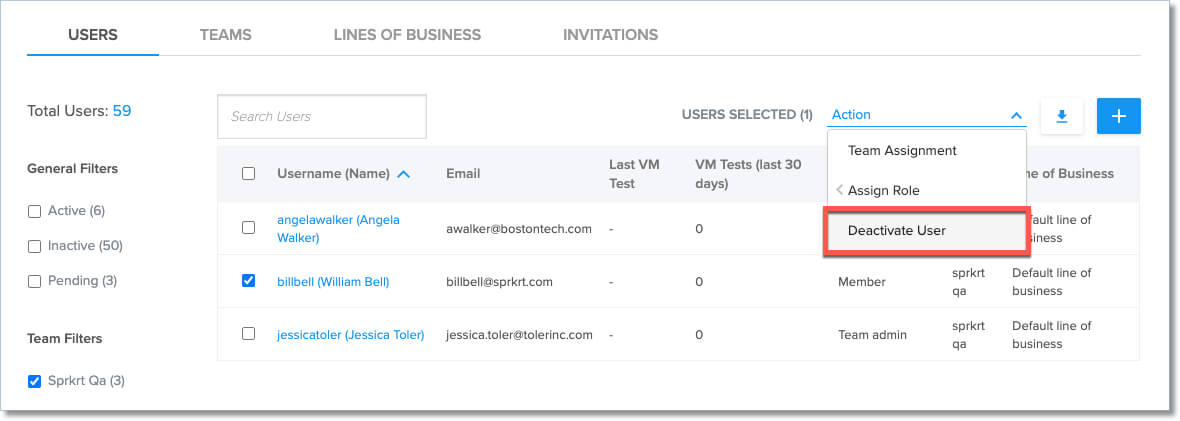 USERS
TEAMS
LINES OF BUSINESS
INVITATIONS
Total Users: 59
Search Users
USERS SELECTED (1)
Action
Team Assignment
Assign Role
Deactivate User
General Filters
Active (6)
Inactive (50)
Pending (3)
Team Filters
Sprkrt Qa (3)
Username (Name)
Email
Last VM
Test
VM Tests (last 30
days)
of Business
angelawalker (Angela
Walker)
awalker@bostontech.com
-
0
Default line of
business
billbell (William Bell)
billbell@sprkrt.com
-
0
Member
sprkrt
qa
Default line of
business
jessicatoler (Jessica Toler)
jessica.toler@tolerinc.com
-
0
Team admin
sprkrt
qa
Default line of
business